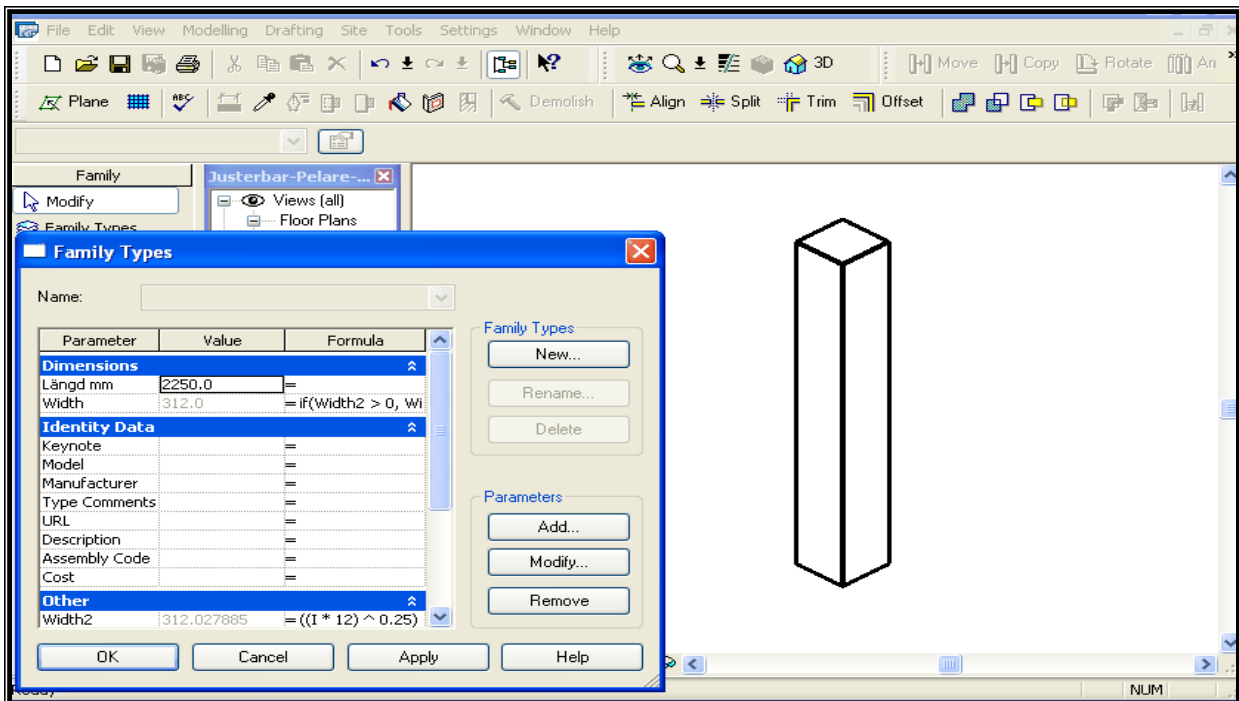 File Edit View Modelling Drafting Site Tools Settings Window Help
3D Move Copy Rotate
Plane ABC Demolish Align Split Trim Offset
Family
Justerbar-Pelare-...
Modify
Views (all)
Family Types
Floor Plans
Family Types
Name:
Parameter Value Formula
Dimensions
Längd mm 2250.0 =
Width 312.0 = if(Width2 > 0, Wi
Identity Data
Keynote =
Model =
Manufacturer =
Type Comments =
URL =
Description =
Assembly Code =
Cost =
Other
Width2 312.027885 = ((I * 12) ^ 0.25)
Family Types
New...
Rename...
Delete
Parameters
Add...
Modify...
Remove
OK Cancel Apply Help
Ready NUM